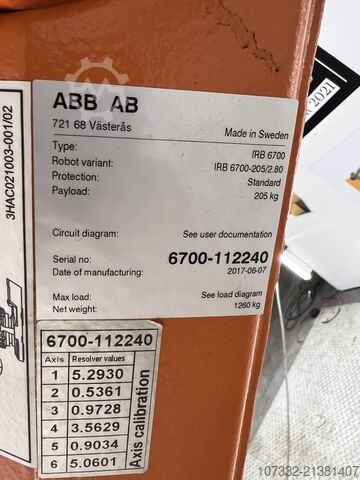 ABB AB
721 68 Västerås
Made in Sweden
Type: IRB 6700
Robot variant: IRB 6700-205/2.80
Protection: Standard
Payload: 205 kg
Circuit diagram: See user documentation
Serial no: 6700-112240
Date of manufacturing: 2017-06-07
Max load: See load diagram
Net weight: 1260 kg
3HAC021003-001/02
6700-112240
Axis Resolver values
1 5.2930
2 0.5361
3 0.9728
4 3.5629
5 0.9034
6 5.0601
Axis calibration
2021
107332-21381407